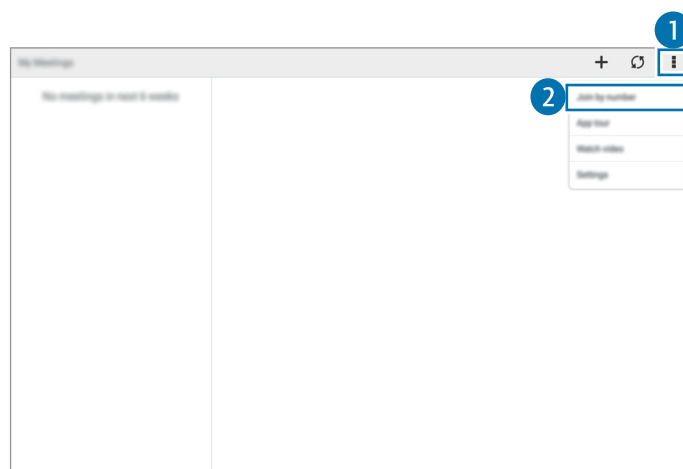 1
My Meetings
No meetings in next 6 weeks
2
Join by number
App tour
Watch video
Settings